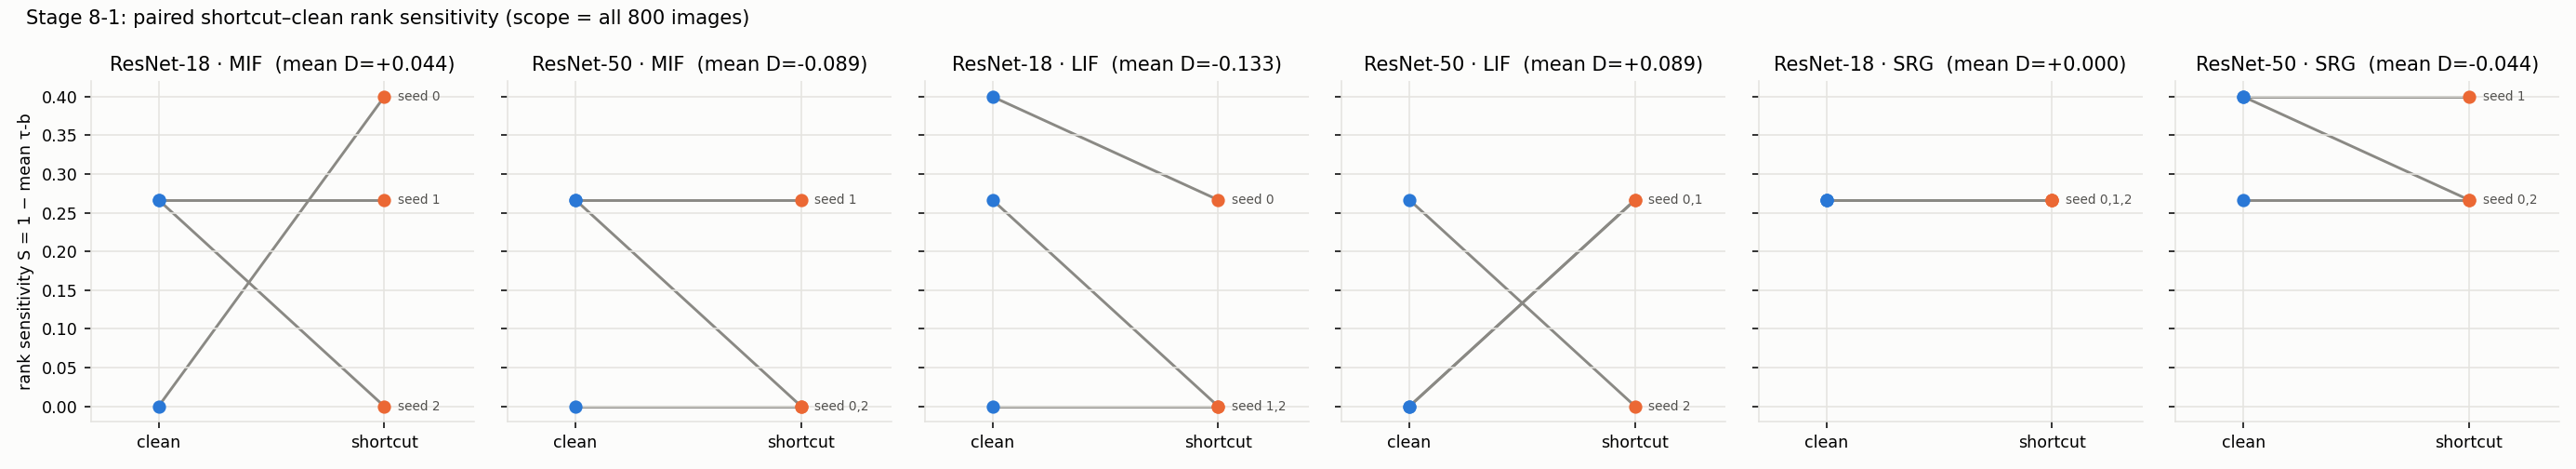 Stage 8-1: paired shortcut–clean rank sensitivity (scope = all 800 images)
ResNet-18 · MIF (mean D=+0.044)
rank sensitivity S = 1 − mean τ-b
0.40
0.35
0.30
0.25
0.20
0.15
0.10
0.05
0.00
seed 0
seed 1
seed 2
clean
shortcut
ResNet-50 · MIF (mean D=-0.089)
seed 1
seed 0,2
clean
shortcut
ResNet-18 · LIF (mean D=-0.133)
seed 0
seed 1,2
clean
shortcut
ResNet-50 · LIF (mean D=+0.089)
seed 0,1
seed 2
clean
shortcut
ResNet-18 · SRG (mean D=+0.000)
seed 0,1,2
clean
shortcut
ResNet-50 · SRG (mean D=-0.044)
seed 1
seed 0,2
clean
shortcut